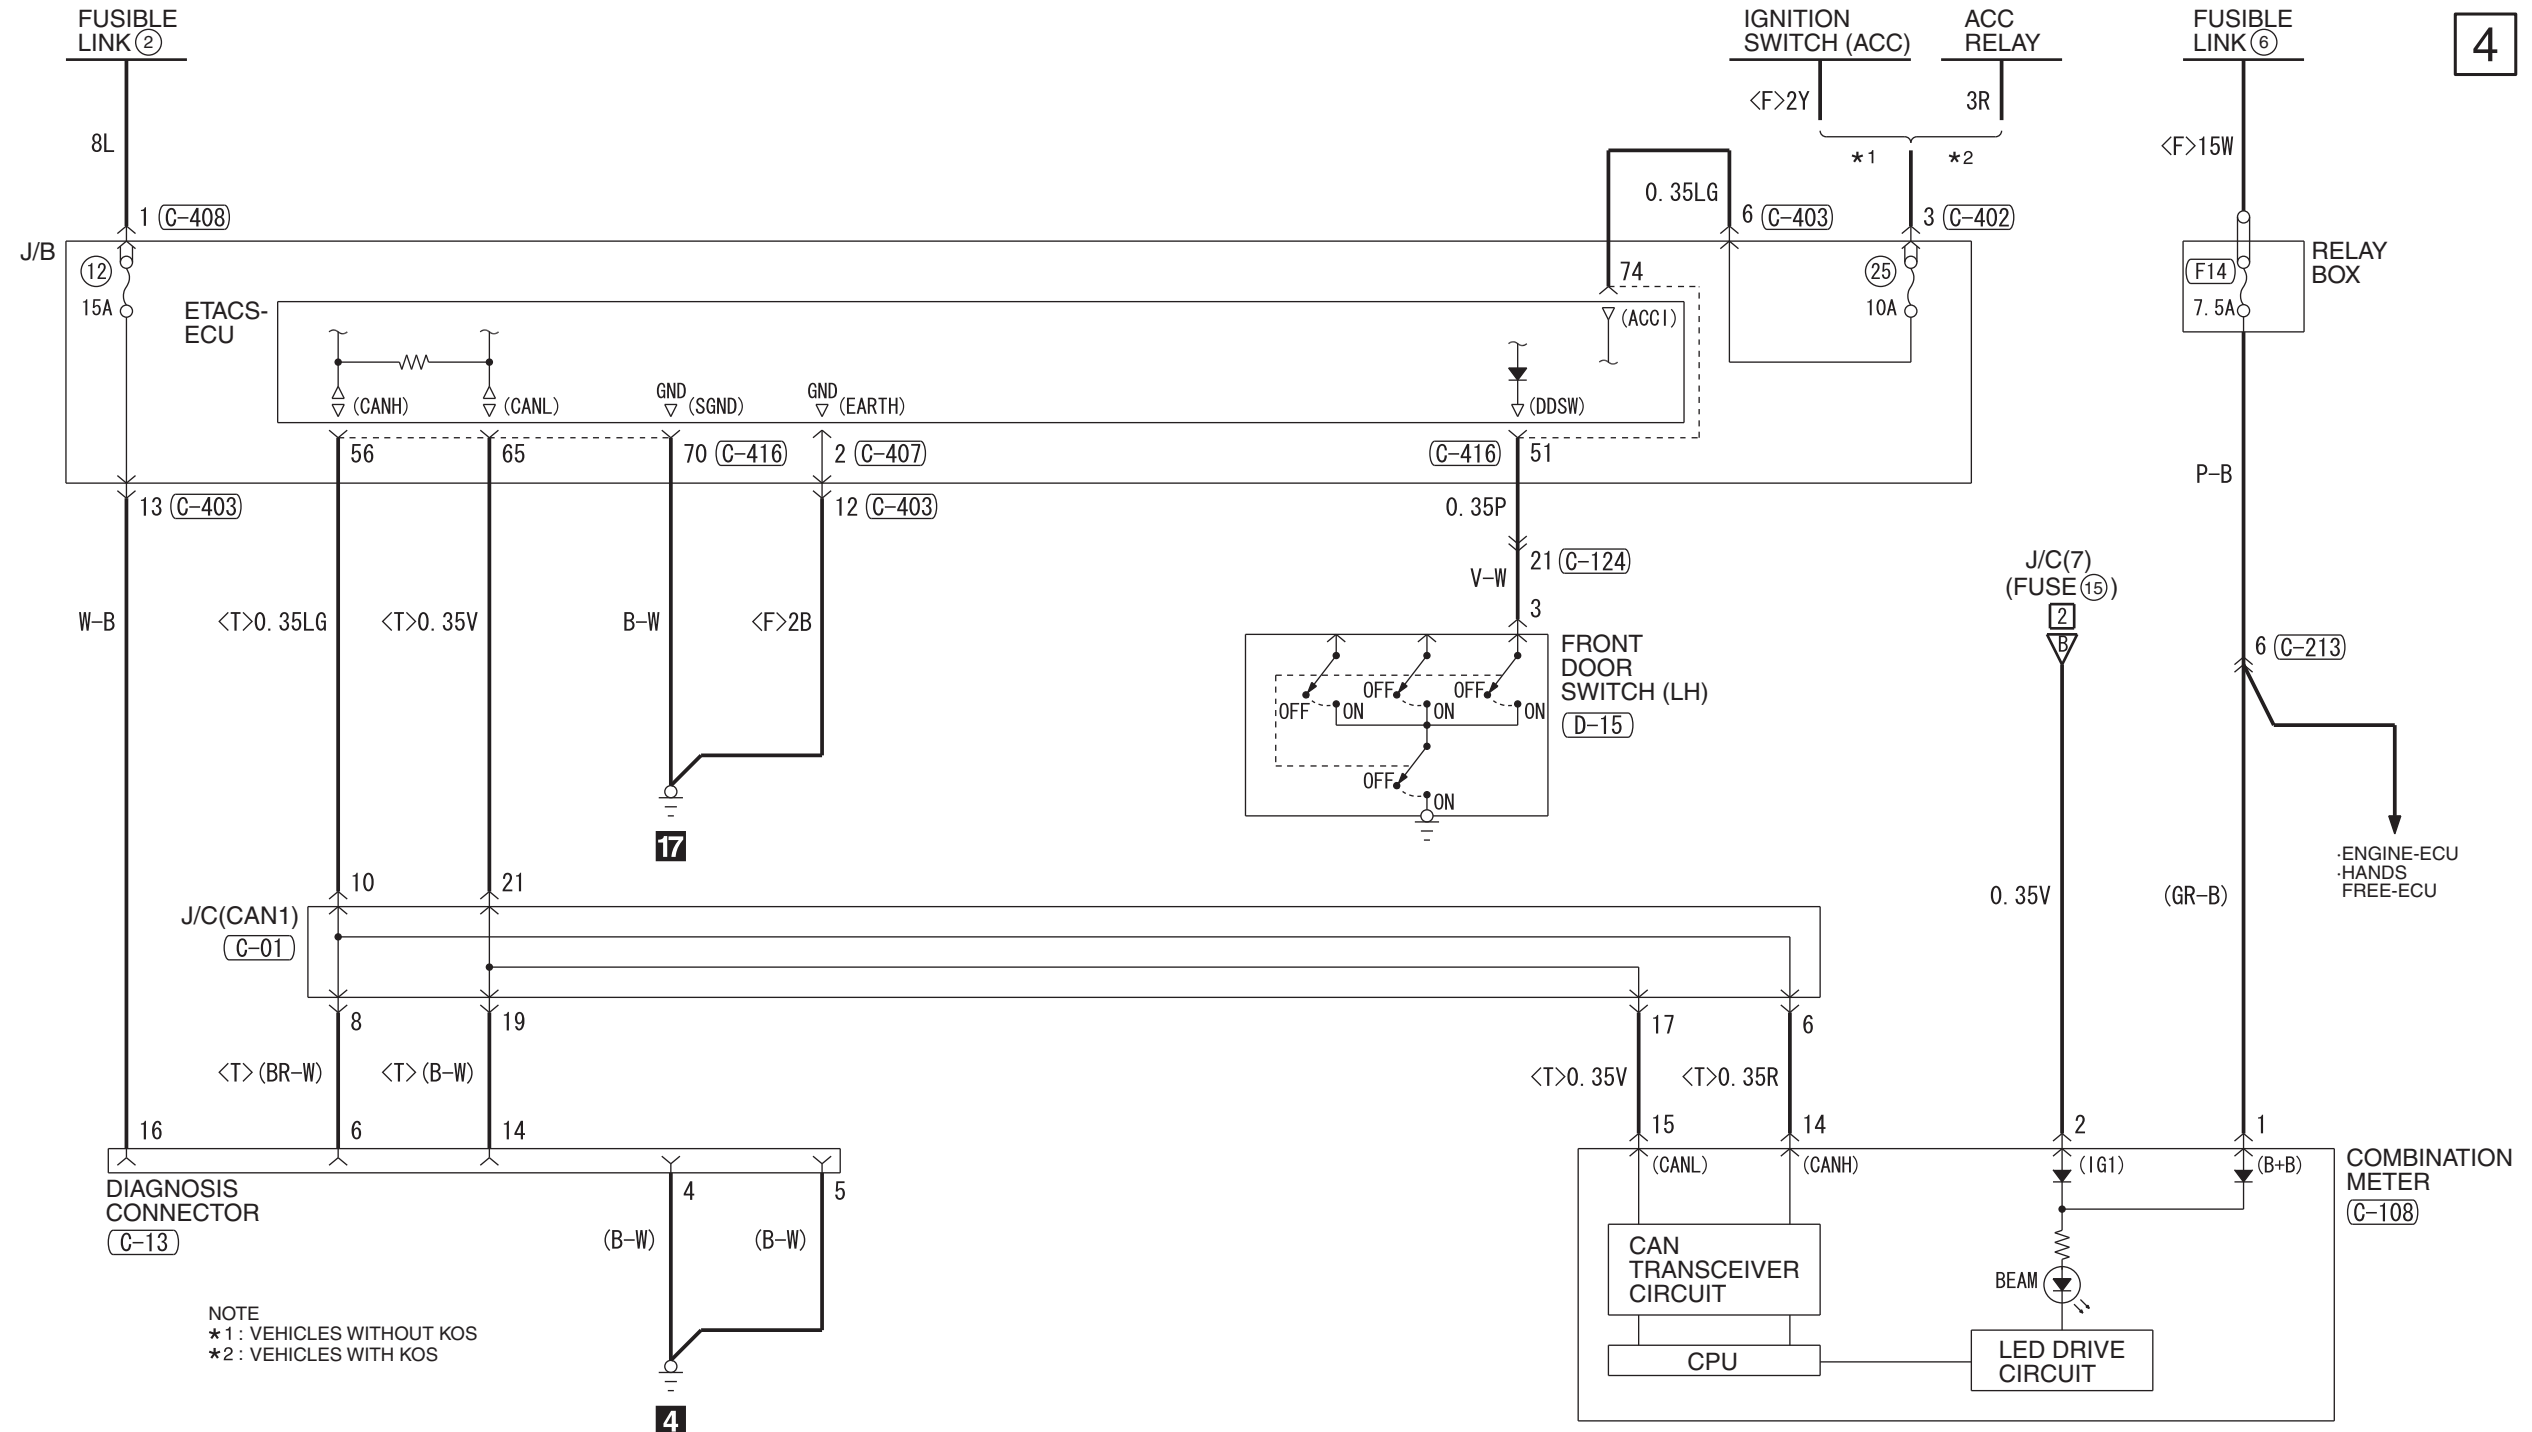 FUSIBLE
LINK ②
IGNITION
SWITCH (ACC)
ACC
RELAY
FUSIBLE
LINK ⑥
4
<F>2Y
3R
8L
*1
*2
<F>15W
0.35LG
1 C-408
6 C-403
3 C-402
J/B
RELAY
BOX
⑫
15A
74
㉕
10A
F14
7.5A
ETACS-
ECU
(ACCI)
(CANH)
(CANL)
GND
(SGND)
GND
(EARTH)
(DDSW)
56
65
70 C-416
2 C-407
C-416 51
P-B
13 C-403
12 C-403
0.35P
21 C-124
V-W
3
J/C(7)
(FUSE ⑮)
2
B
W-B
<T>0.35LG
<T>0.35V
B-W
<F>2B
FRONT
DOOR
SWITCH (LH)
D-15
6 C-213
OFF
OFF
OFF
ON
ON
ON
OFF
ON
17
·ENGINE-ECU
·HANDS
FREE-ECU
10
21
0.35V
(GR-B)
J/C(CAN1)
C-01
8
19
17
6
<T>(BR-W)
<T>(B-W)
<T>0.35V
<T>0.35R
16
6
14
15
14
2
1
(CANL)
(CANH)
(IG1)
(B+B)
COMBINATION
METER
C-108
DIAGNOSIS
CONNECTOR
C-13
4
5
(B-W)
(B-W)
CAN
TRANSCEIVER
CIRCUIT
BEAM
NOTE
*1 : VEHICLES WITHOUT KOS
*2 : VEHICLES WITH KOS
CPU
LED DRIVE
CIRCUIT
4